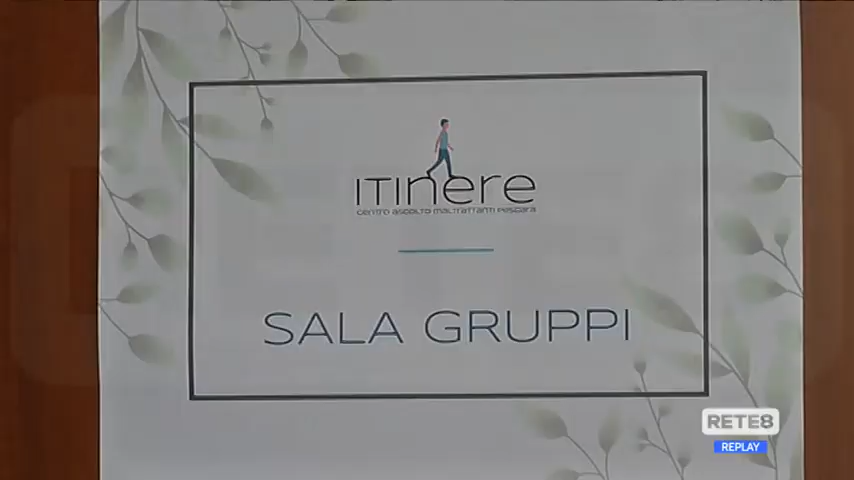 ITINERE
CENTRO ASCOLTO MALTRATTANTI PESCARA
SALA GRUPPI
RETE8
REPLAY